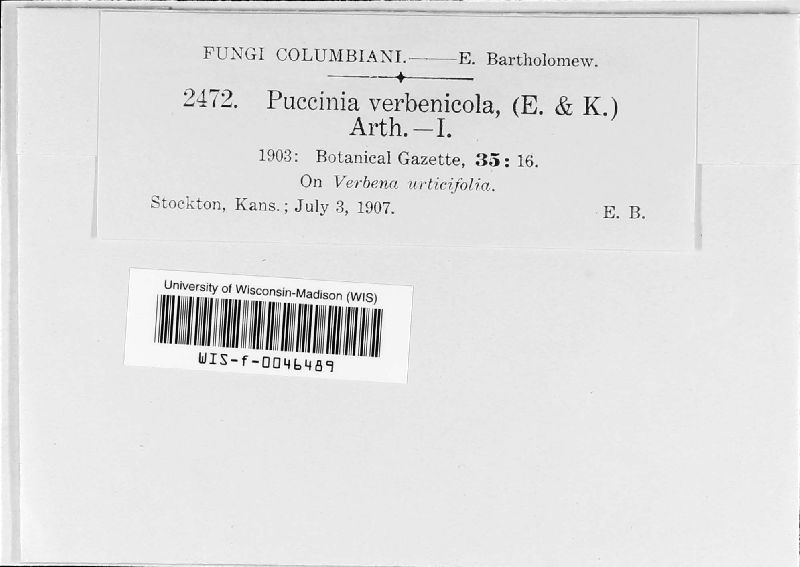 FUNGI COLUMBIANI.—E. Bartholomew.
2472. Puccinia verbenicola, (E. & K.)
Arth.—I.
1903: Botanical Gazette, 35: 16.
On Verbena urticifolia.
Stockton, Kans.; July 3, 1907. E. B.
University of Wisconsin-Madison (WIS)
WIS-f-0046489